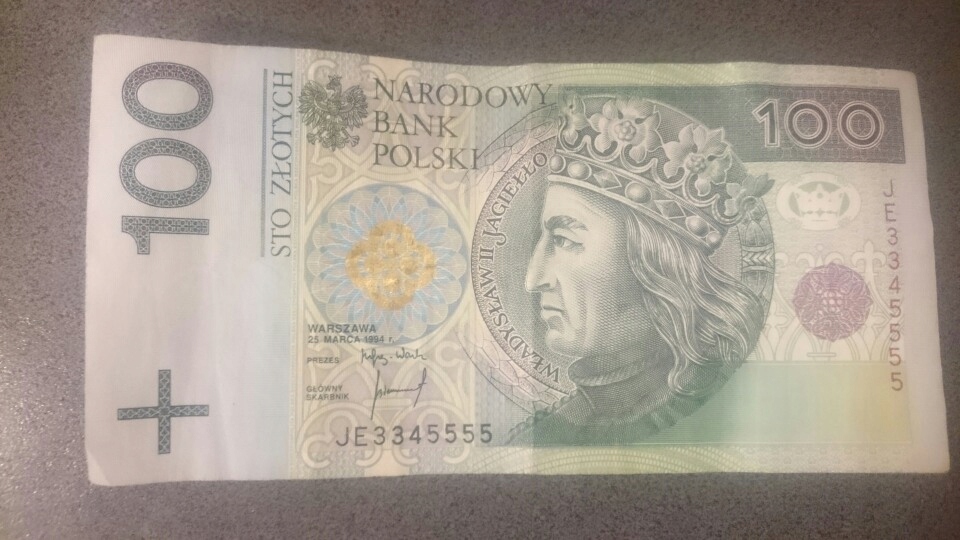 100
STO ZŁOTYCH
NARODOWY
BANK
POLSKI
100
WŁADYSŁAW II JAGIEŁŁO
WARSZAWA
25 MARCA 1994 r.
PREZES
GŁÓWNY
SKARBNIK
JE3345555
JE3345555